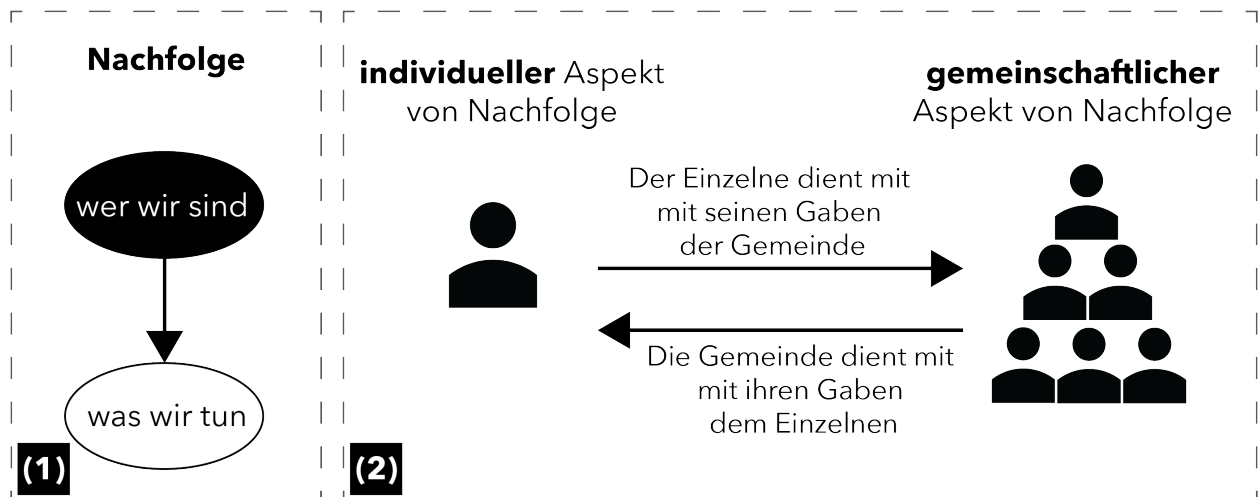 Nachfolge
wer wir sind
was wir tun
(1)
individueller Aspekt
von Nachfolge
gemeinschaftlicher
Aspekt von Nachfolge
Der Einzelne dient mit
mit seinen Gaben
der Gemeinde
Die Gemeinde dient mit
mit ihren Gaben
dem Einzelnen
(2)